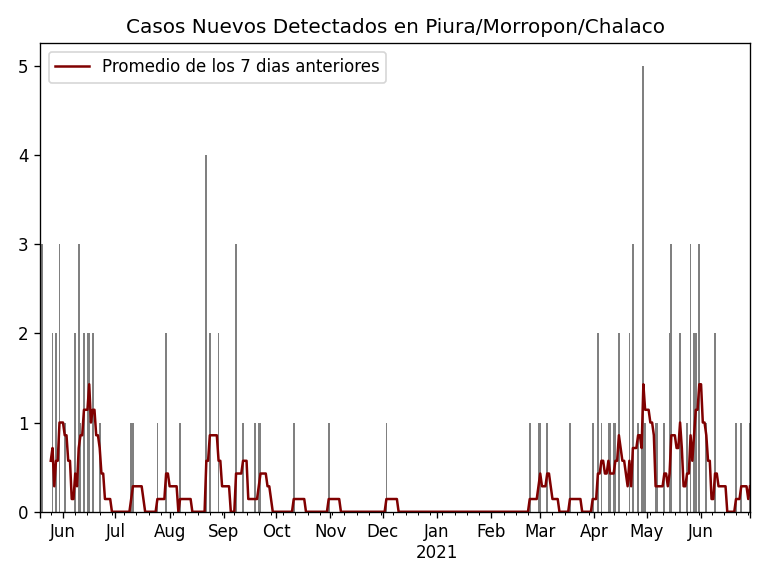 Casos Nuevos Detectados en Piura/Morropon/Chalaco
Promedio de los 7 dias anteriores
5
4
3
2
1
0
Jun Jul Aug Sep Oct Nov Dec Jan Feb Mar Apr May Jun
2021